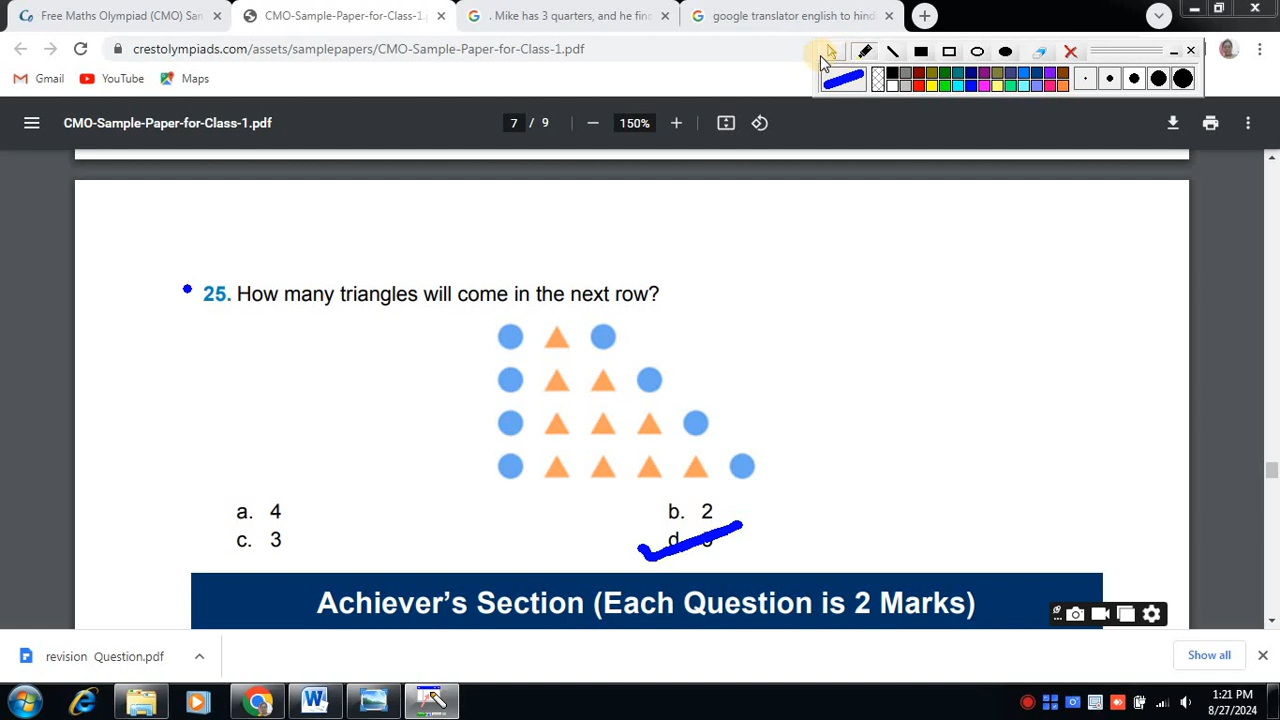 Free Maths Olympiad (CMO) San
CMO-Sample-Paper-for-Class-1.p
. Mike has 3 quarters, and he find
google translator english to hind
crestolympiads.com/assets/samplepapers/CMO-Sample-Paper-for-Class-1.pdf
Gmail
YouTube
Maps
CMO-Sample-Paper-for-Class-1.pdf
7 / 9
150%
25. How many triangles will come in the next row?
a. 4
b. 2
c. 3
d.
Achiever's Section (Each Question is 2 Marks)
revision Question.pdf
Show all
1:21 PM
8/27/2024